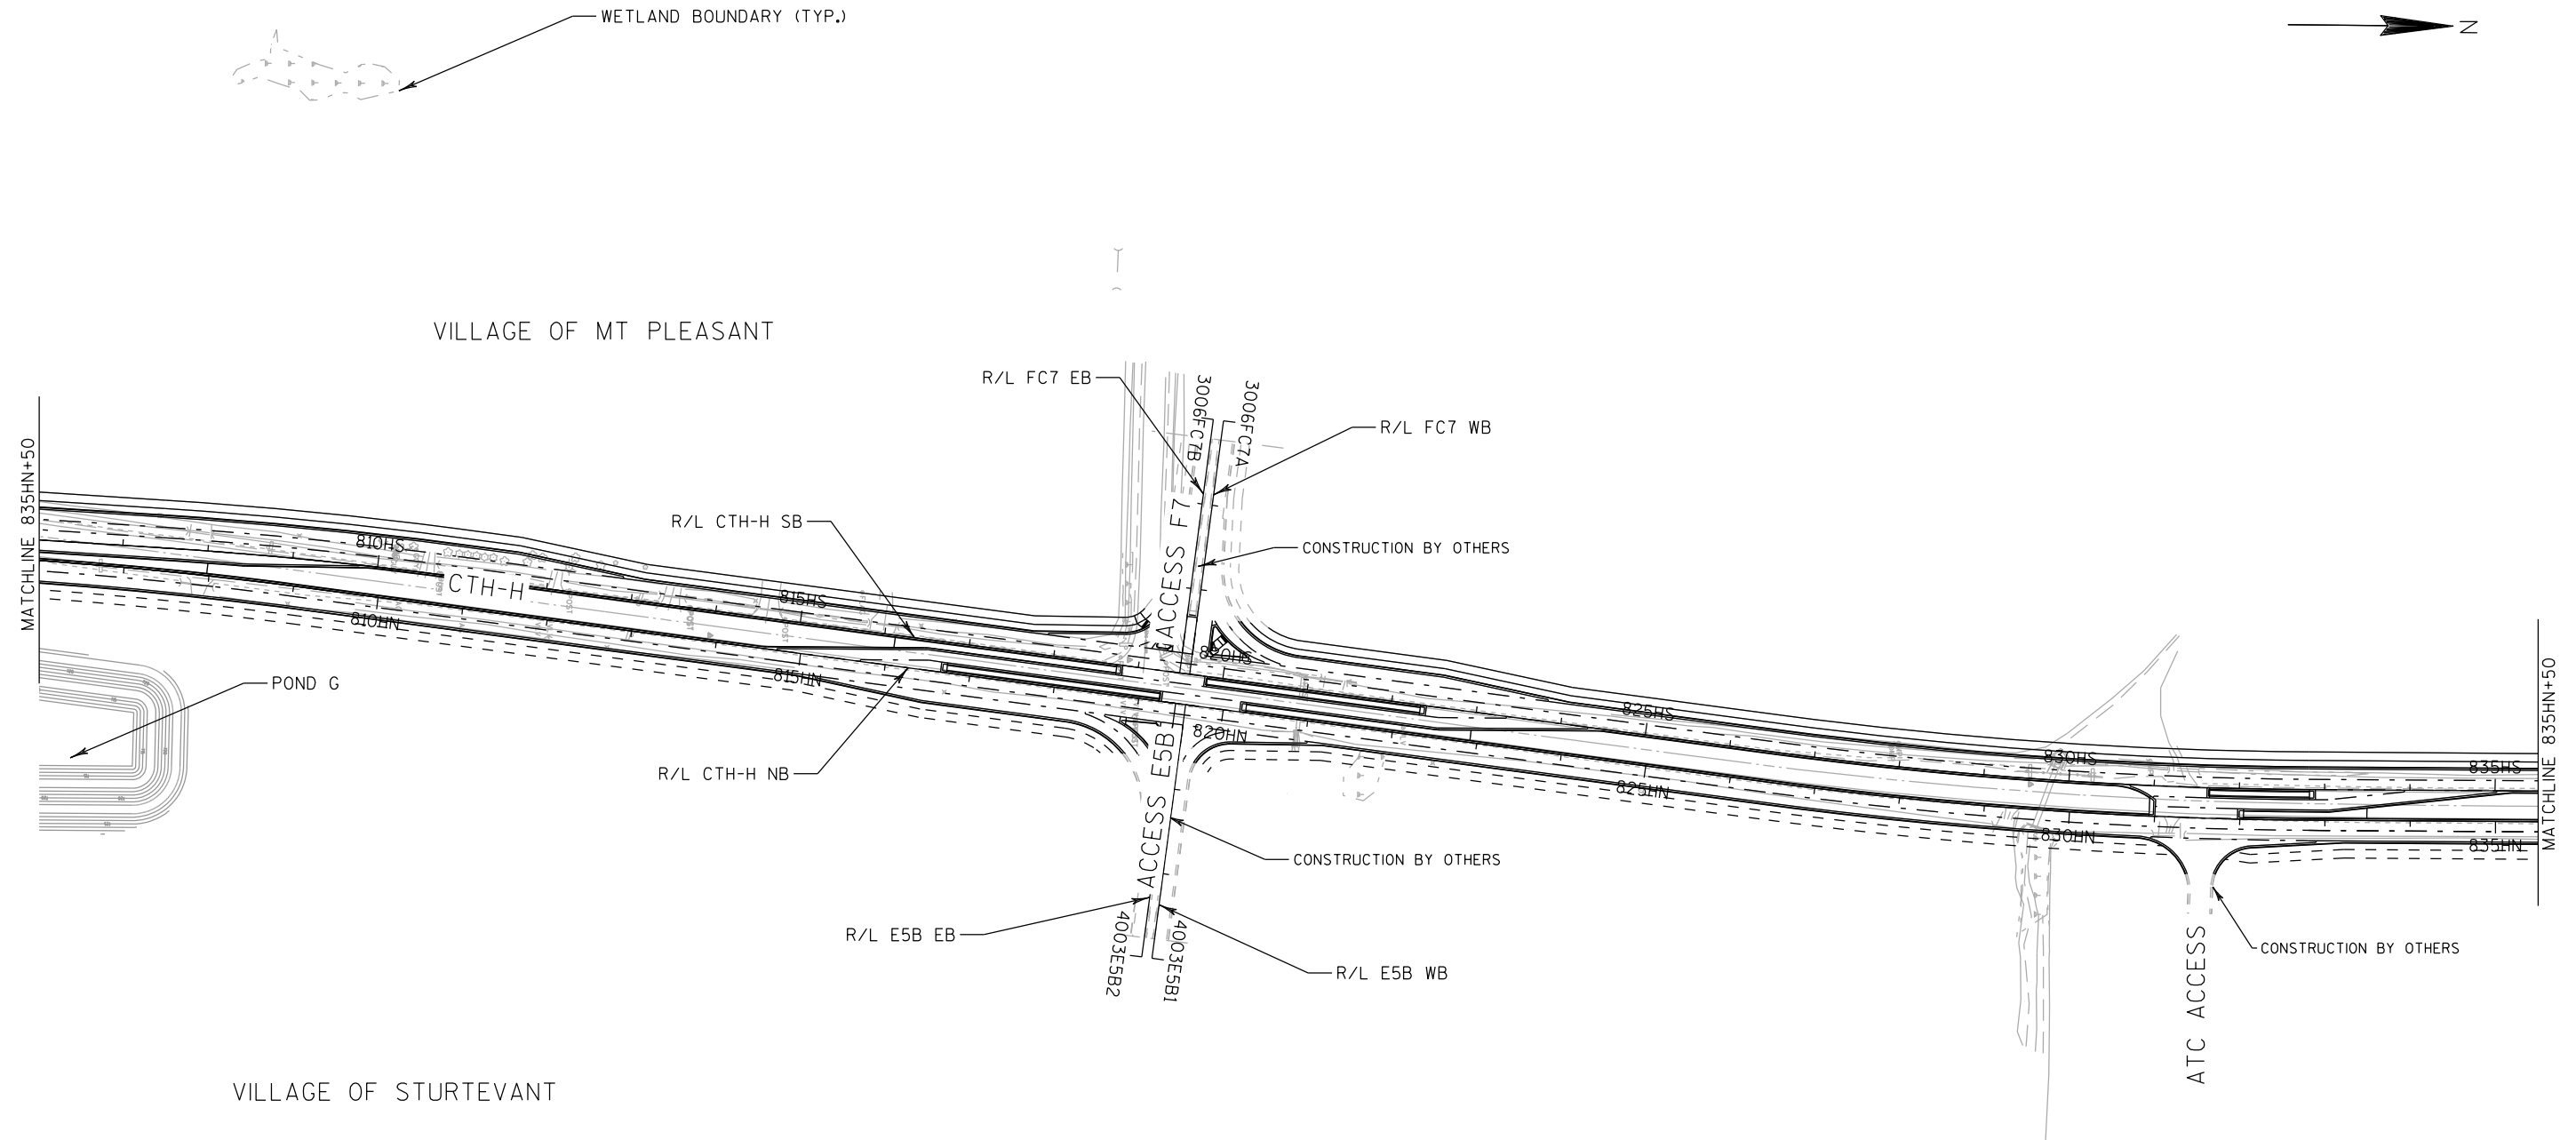 WETLAND BOUNDARY (TYP.)
N
VILLAGE OF MT PLEASANT
R/L FC7 EB
3006FC7B
3006FC7A
R/L FC7 WB
MATCHLINE 835HN+50
R/L CTH-H SB
ACCESS F7
CONSTRUCTION BY OTHERS
810HS
CTH-H
815HS
810HN
820HS
815HN
POND G
R/L CTH-H NB
825HS
820HN
830HS
835HS
MATCHLINE 835HN+50
825HN
830HN
835HN
ACCESS E5B
CONSTRUCTION BY OTHERS
R/L E5B EB
4003E5B2
4003E5B1
R/L E5B WB
CONSTRUCTION BY OTHERS
ATC ACCESS
VILLAGE OF STURTEVANT